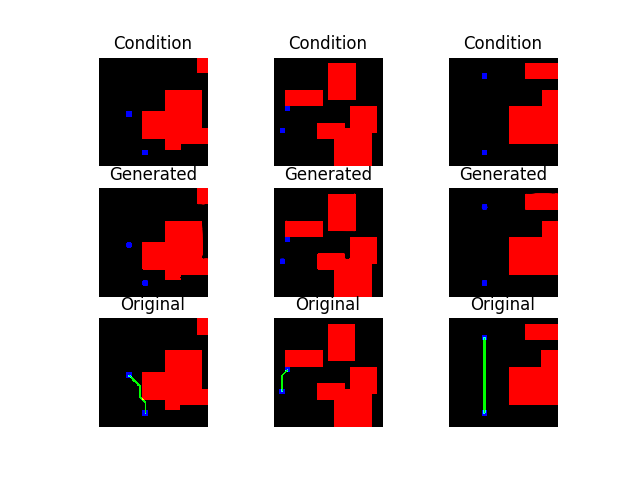 Condition Condition Condition
Generated Generated Generated
Original Original Original